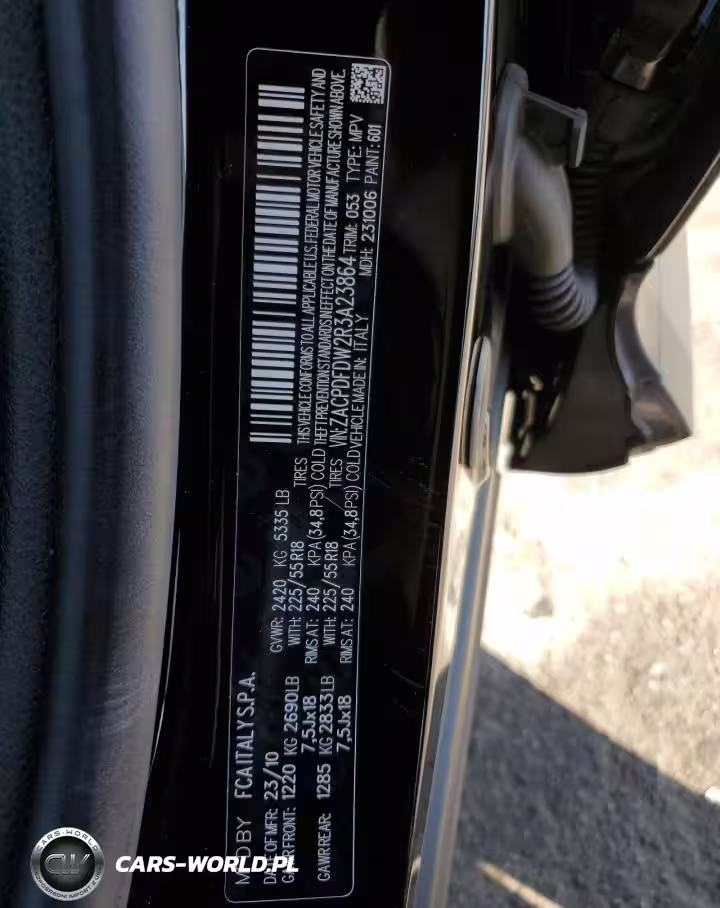 MFD BY FCA ITALY S.P.A.
DATE OF MFR: 23/10 GVWR: 2420 KG 5335 LB
GAWR FRONT: 1220 KG 2690LB WITH: 225/55R18 TIRES
7,5Jx18 RIMS AT: 240 KPA(34,8PSI) COLD
GAWR REAR: 1285 KG 2833LB WITH: 225/55R18 TIRES
7,5Jx18 RIMS AT: 240 KPA(34,8PSI) COLD
THIS VEHICLE CONFORMS TO ALL APPLICABLE U.S. FEDERAL MOTOR VEHICLE SAFETY AND
THEFT PREVENTION STANDARDS IN EFFECT ON THE DATE OF MANUFACTURE SHOWN ABOVE.
VIN:ZACPDFDW2R3A23864 TRIM: 053 TYPE: MPV
VEHICLE MADE IN: ITALY MDH: 231006 PAINT: 601
CARS-WORLD
CW
CARS-WORLD.PL